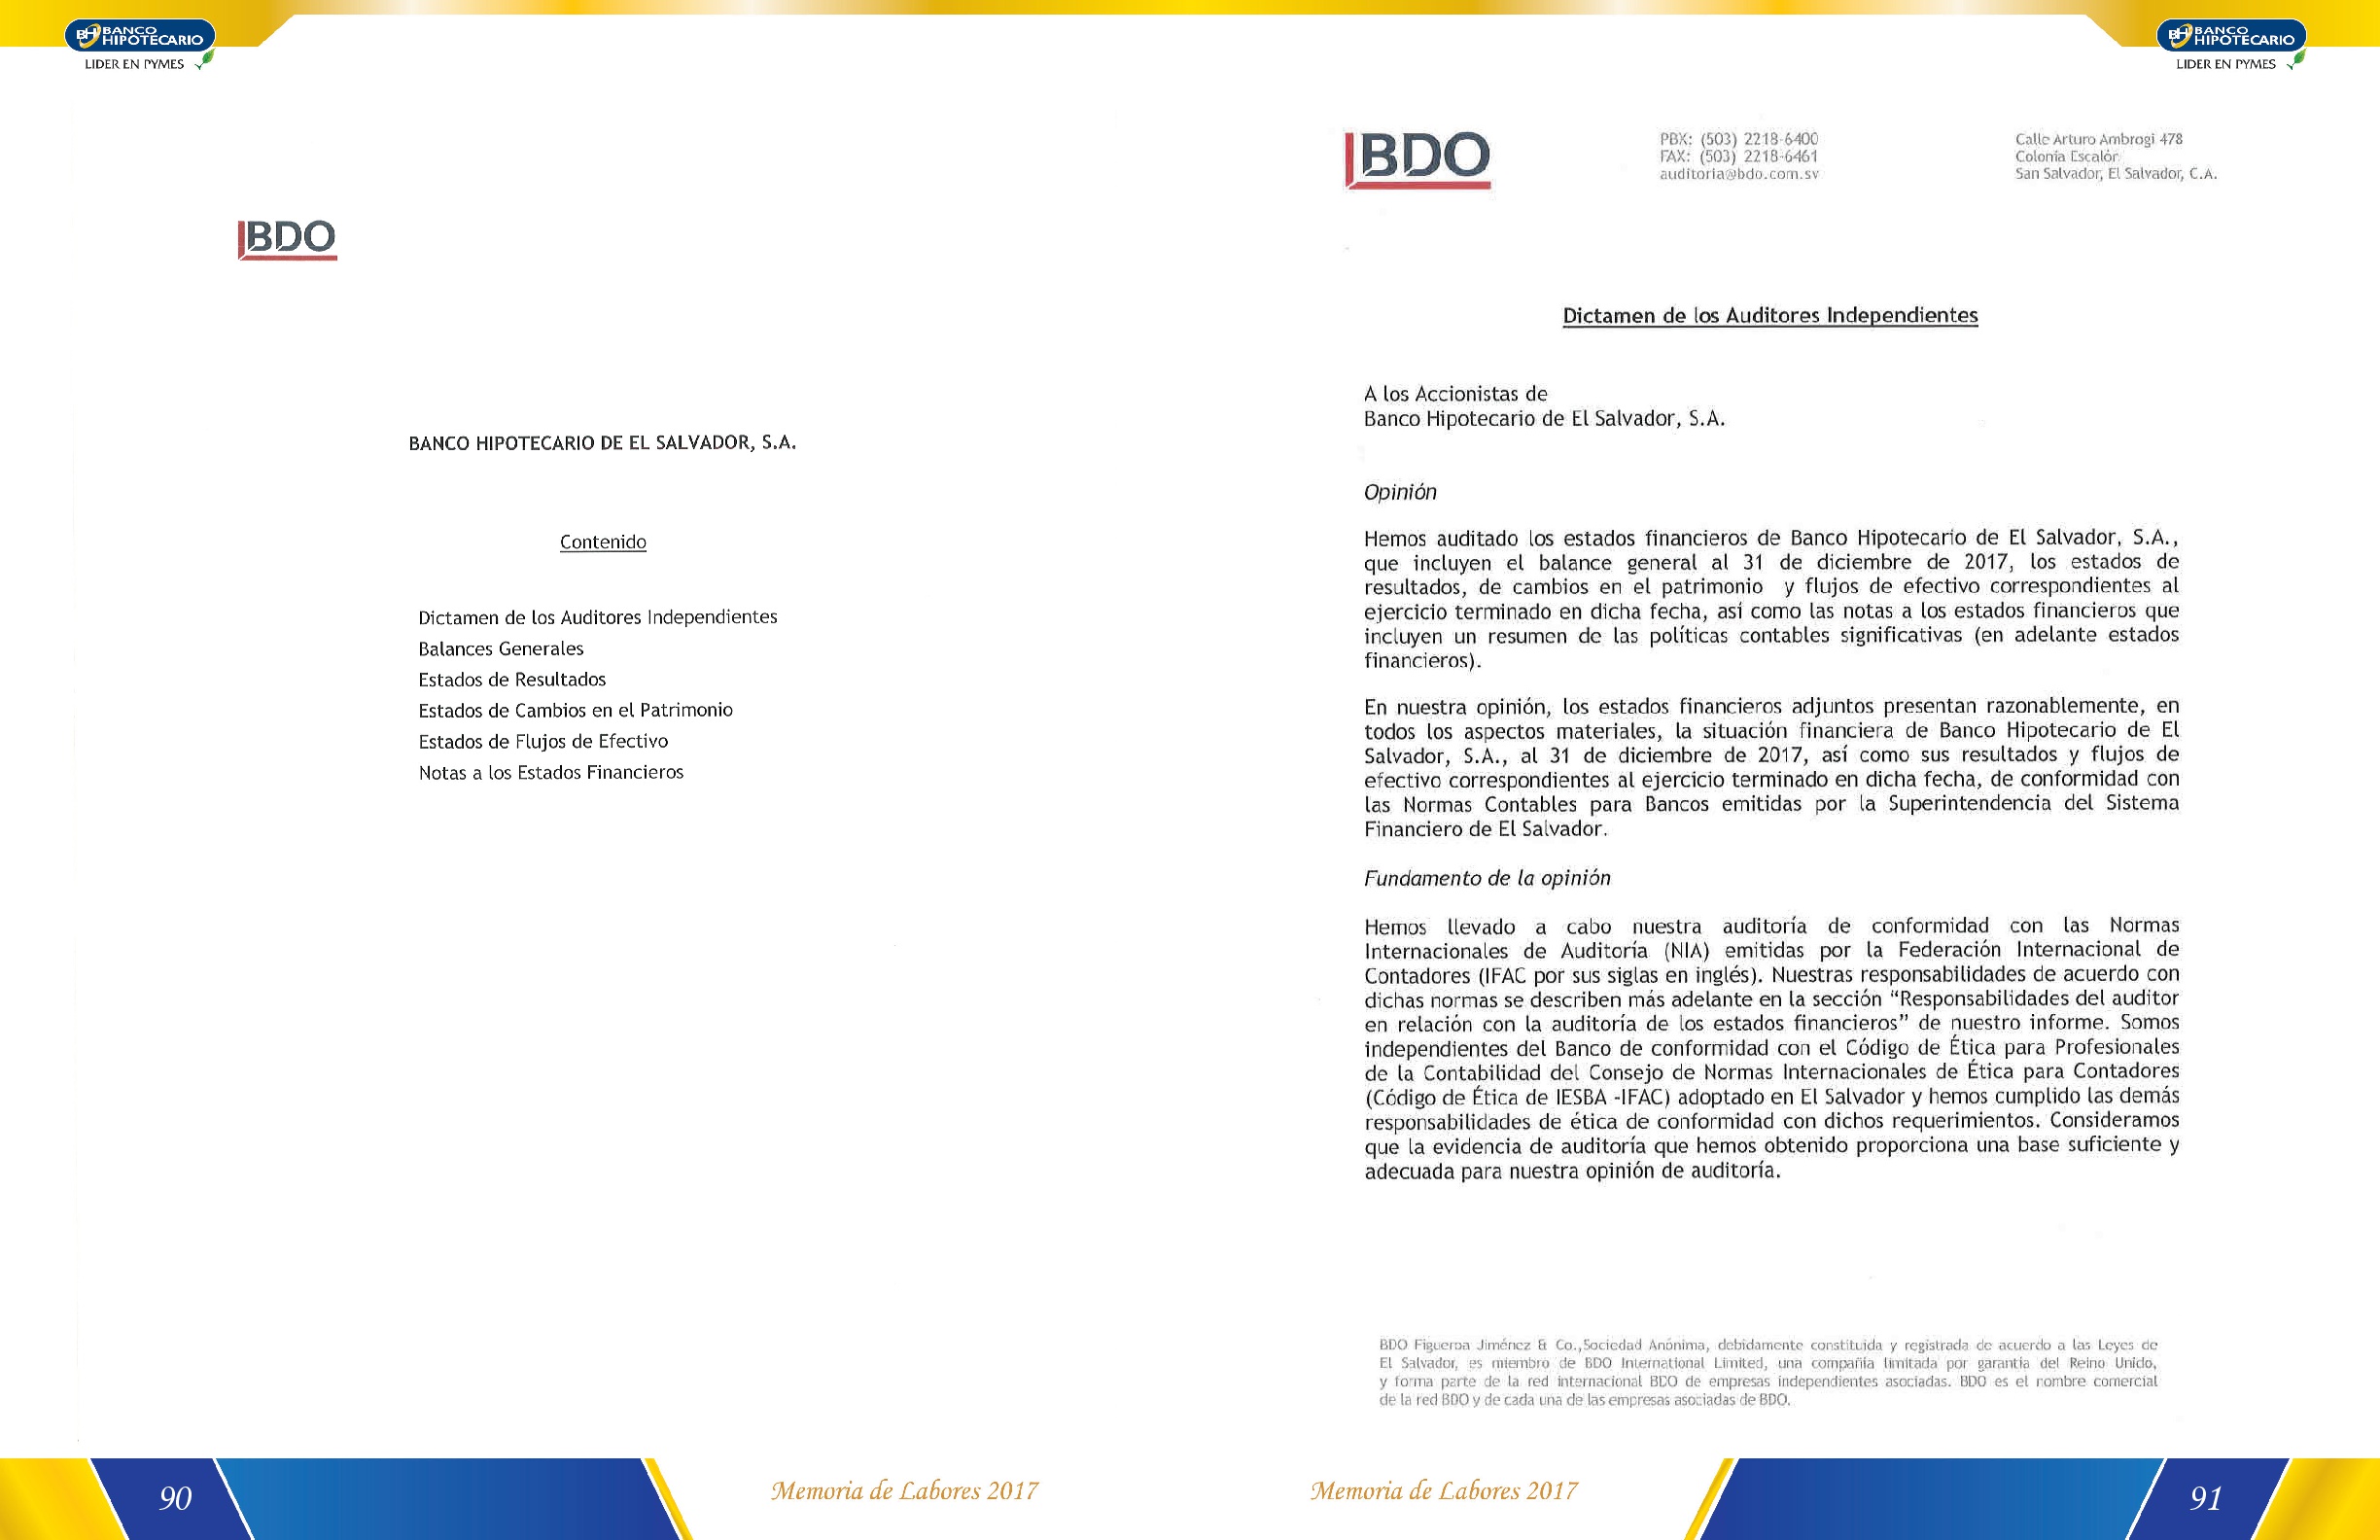 BH BANCO
HIPOTECARIO
LIDER EN PYMES
BDO
BANCO HIPOTECARIO DE EL SALVADOR, S.A.
Contenido
Dictamen de los Auditores Independientes
Balances Generales
Estados de Resultados
Estados de Cambios en el Patrimonio
Estados de Flujos de Efectivo
Notas a los Estados Financieros
90
Memoria de Labores 2017
BH BANCO
HIPOTECARIO
LIDER EN PYMES
BDO
PBX: (503) 2218-6400
FAX: (503) 2218-6461
auditoria@bdo.com.sv
Calle Arturo Ambrogi 478
Colonia Escalón
San Salvador, El Salvador, C.A.
Dictamen de los Auditores Independientes
A los Accionistas de
Banco Hipotecario de El Salvador, S.A.
Opinión
Hemos auditado los estados financieros de Banco Hipotecario de El Salvador, S.A.,
que incluyen el balance general al 31 de diciembre de 2017, los estados de
resultados, de cambios en el patrimonio y flujos de efectivo correspondientes al
ejercicio terminado en dicha fecha, así como las notas a los estados financieros que
incluyen un resumen de las políticas contables significativas (en adelante estados
financieros).
En nuestra opinión, los estados financieros adjuntos presentan razonablemente, en
todos los aspectos materiales, la situación financiera de Banco Hipotecario de El
Salvador, S.A., al 31 de diciembre de 2017, así como sus resultados y flujos de
efectivo correspondientes al ejercicio terminado en dicha fecha, de conformidad con
las Normas Contables para Bancos emitidas por la Superintendencia del Sistema
Financiero de El Salvador.
Fundamento de la opinión
Hemos llevado a cabo nuestra auditoría de conformidad con las Normas
Internacionales de Auditoría (NIA) emitidas por la Federación Internacional de
Contadores (IFAC por sus siglas en inglés). Nuestras responsabilidades de acuerdo con
dichas normas se describen más adelante en la sección “Responsabilidades del auditor
en relación con la auditoría de los estados financieros” de nuestro informe. Somos
independientes del Banco de conformidad con el Código de Ética para Profesionales
de la Contabilidad del Consejo de Normas Internacionales de Ética para Contadores
(Código de Ética de IESBA -IFAC) adoptado en El Salvador y hemos cumplido las demás
responsabilidades de ética de conformidad con dichos requerimientos. Consideramos
que la evidencia de auditoría que hemos obtenido proporciona una base suficiente y
adecuada para nuestra opinión de auditoría.
BDO Figueroa Jiménez & Co.,Sociedad Anónima, debidamente constituida y registrada de acuerdo a las Leyes de
El Salvador, es miembro de BDO International Limited, una compañía limitada por garantía del Reino Unido,
y forma parte de la red internacional BDO de empresas independientes asociadas. BDO es el nombre comercial
de la red BDO y de cada una de las empresas asociadas de BDO.
Memoria de Labores 2017
91